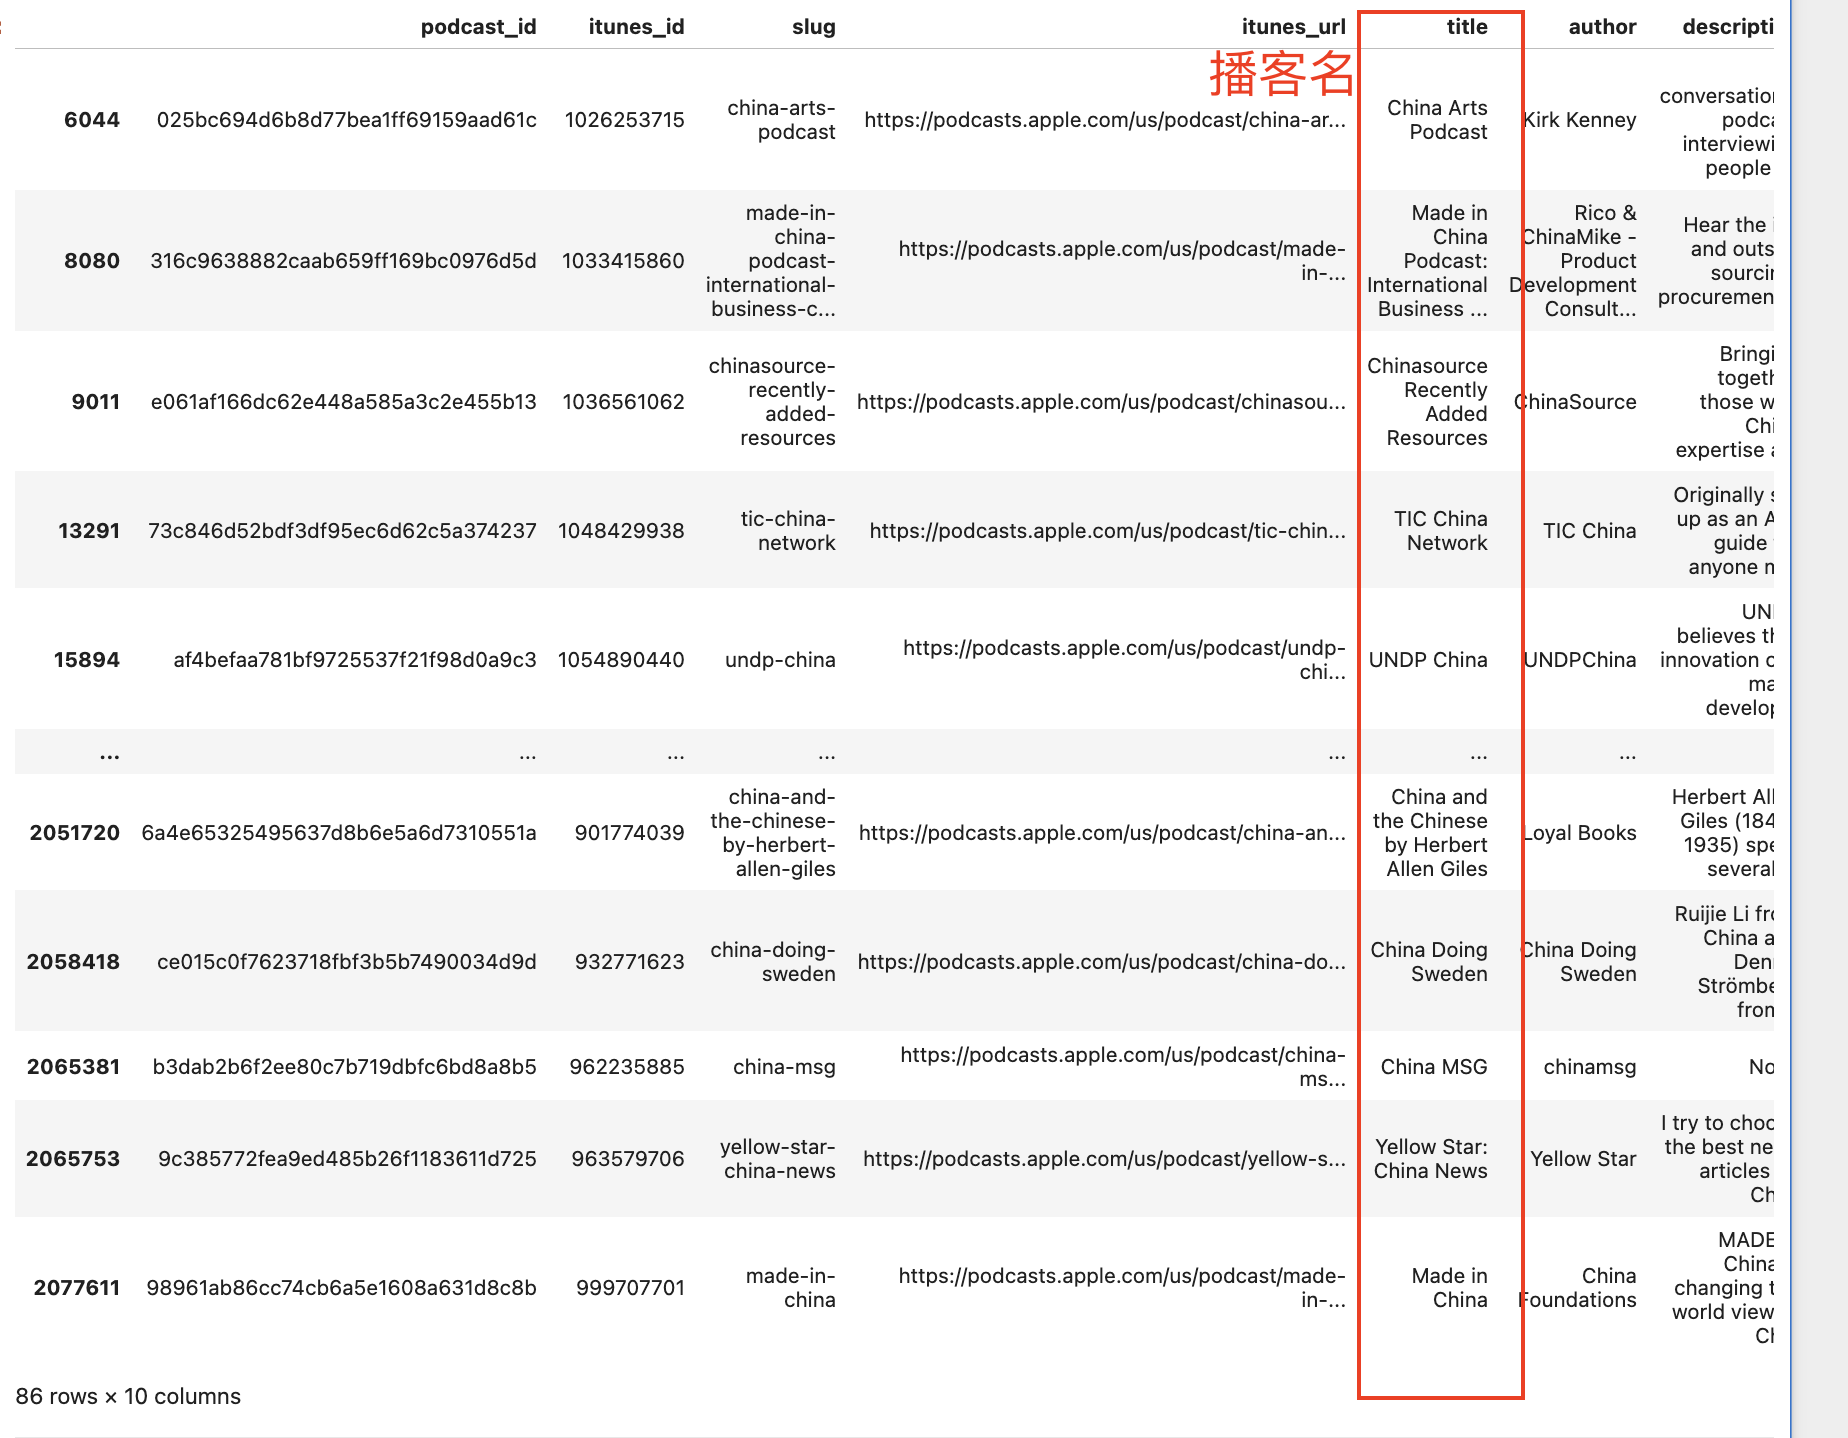 podcast_id itunes_id slug itunes_url title author descripti
播客名
6044 025bc694d6b8d77bea1ff69159aad61c 1026253715 china-arts-podcast https://podcasts.apple.com/us/podcast/china-ar... China Arts Podcast Kirk Kenney conversation podca interviewi people
8080 316c9638882caab659ff169bc0976d5d 1033415860 made-in-china-podcast-international-business-c... https://podcasts.apple.com/us/podcast/made-in-... Made in China Podcast: International Business ... Rico & ChinaMike - Product Development Consult... Hear the and outs sourcin procuremen
9011 e061af166dc62e448a585a3c2e455b13 1036561062 chinasource-recently-added-resources https://podcasts.apple.com/us/podcast/chinasou... Chinasource Recently Added Resources ChinaSource Bringi togeth those w Chi expertise
13291 73c846d52bdf3df95ec6d62c5a374237 1048429938 tic-china-network https://podcasts.apple.com/us/podcast/tic-chin... TIC China Network TIC China Originally up as an A guide anyone
15894 af4befaa781bf9725537f21f98d0a9c3 1054890440 undp-china https://podcasts.apple.com/us/podcast/undp-chi... UNDP China UNDPChina believes innovation ma develop
... ... ... ... ... ... ...
2051720 6a4e65325495637d8b6e5a6d7310551a 901774039 china-and-the-chinese-by-herbert-allen-giles https://podcasts.apple.com/us/podcast/china-an... China and the Chinese by Herbert Allen Giles Loyal Books Herbert All Giles (184 1935) spe several
2058418 ce015c0f7623718fbf3b5b7490034d9d 932771623 china-doing-sweden https://podcasts.apple.com/us/podcast/china-do... China Doing Sweden China Doing Sweden Ruijie Li fro China a Den Strömbe from
2065381 b3dab2b6f2ee80c7b719dbfc6bd8a8b5 962235885 china-msg https://podcasts.apple.com/us/podcast/china-ms... China MSG chinamsg No
2065753 9c385772fea9ed485b26f1183611d725 963579706 yellow-star-china-news https://podcasts.apple.com/us/podcast/yellow-s... Yellow Star: China News Yellow Star I try to choo the best ne articles Ch
2077611 98961ab86cc74cb6a5e1608a631d8c8b 999707701 made-in-china https://podcasts.apple.com/us/podcast/made-in-... Made in China China Foundations MADE China changing world view
86 rows × 10 columns